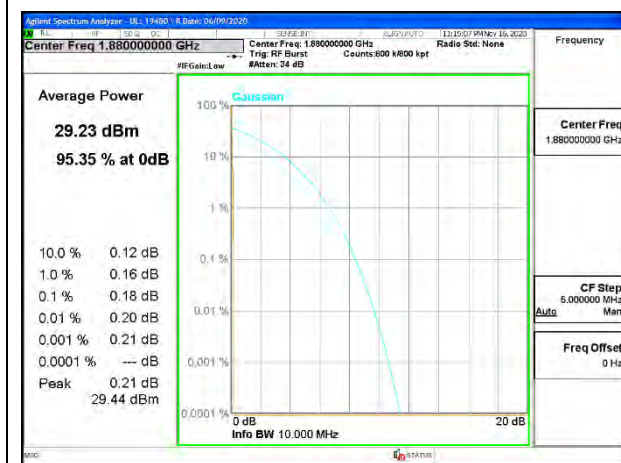 Agilent Spectrum Analyzer - UL: 19480 \ R.Date: 06/09/2020
RL RF 50 Ω DC SENSE:INT ALIGN AUTO 11:15:07 PM Nov 16, 2020
Center Freq 1.880000000 GHz
Center Freq: 1.880000000 GHz
Radio Std: None
Trig: RF Burst
Counts:800 k/800 kpt
#IFGain:Low
#Atten: 34 dB
Frequency
Average Power
29.23 dBm
95.35 % at 0dB
10.0 % 0.12 dB
1.0 % 0.16 dB
0.1 % 0.18 dB
0.01 % 0.20 dB
0.001 % 0.21 dB
0.0001 % --- dB
Peak 0.21 dB
29.44 dBm
Gaussian
100 %
10 %
1 %
0.1 %
0.01 %
0.001 %
0.0001 %
0 dB
20 dB
Info BW 10.000 MHz
Center Freq
1.880000000 GHz
CF Step
5.000000 MHz
Auto Man
Freq Offset
0 Hz
MSG
STATUS